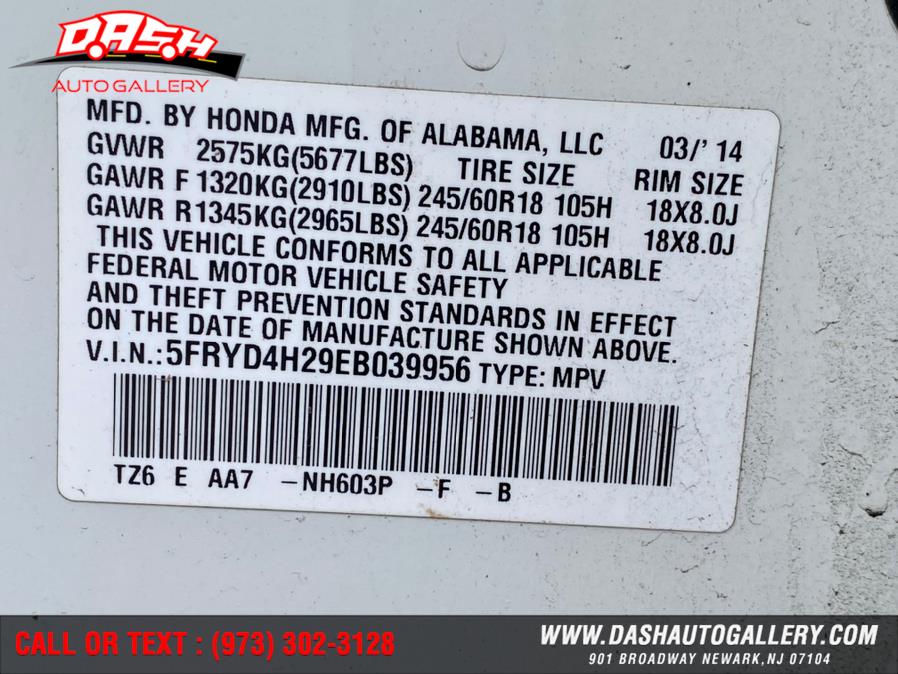 DASH
AUTO GALLERY
MFD. BY HONDA MFG. OF ALABAMA, LLC 03/' 14
GVWR 2575KG(5677LBS) TIRE SIZE RIM SIZE
GAWR F 1320KG(2910LBS) 245/60R18 105H 18X8.0J
GAWR R1345KG(2965LBS) 245/60R18 105H 18X8.0J
THIS VEHICLE CONFORMS TO ALL APPLICABLE
FEDERAL MOTOR VEHICLE SAFETY
AND THEFT PREVENTION STANDARDS IN EFFECT
ON THE DATE OF MANUFACTURE SHOWN ABOVE.
V.I.N.: 5FRYD4H29EB039956 TYPE: MPV
TZ6 E AA7 -NH603P -F -B
CALL OR TEXT : (973) 302-3128
WWW.DASHAUTOGALLERY.COM
901 BROADWAY NEWARK,NJ 07104